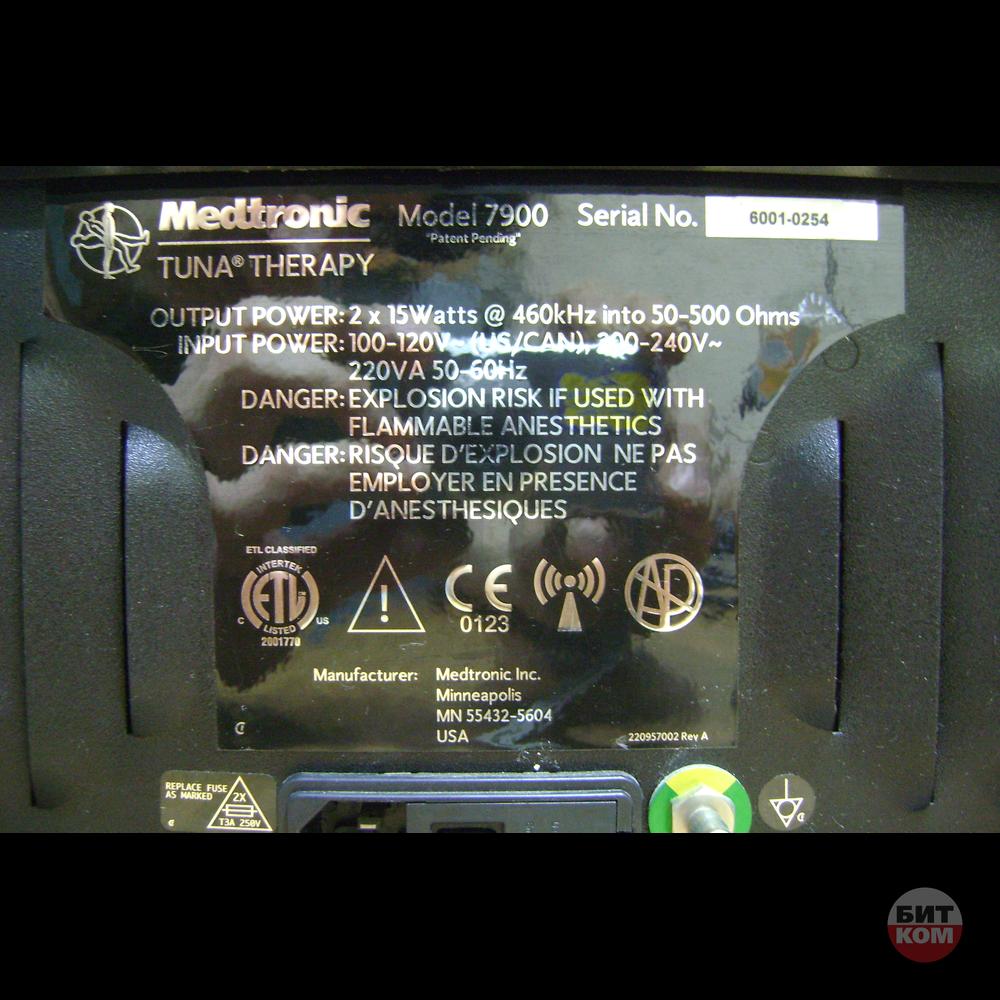 Medtronic Model 7900 Serial No. 6001-0254
"Patent Pending"
TUNA® THERAPY
OUTPUT POWER: 2 x 15Watts @ 460kHz into 50-500 Ohms
INPUT POWER: 100-120V~ (US/CAN), 200-240V~
220VA 50-60Hz
DANGER: EXPLOSION RISK IF USED WITH
FLAMMABLE ANESTHETICS
DANGER: RISQUE D'EXPLOSION NE PAS
EMPLOYER EN PRESENCE
D'ANESTHESIQUES
ETL CLASSIFIED
INTERTEK
ETL
C US
LISTED
2001770
!
CE
0123
Manufacturer: Medtronic Inc.
Minneapolis
MN 55432-5604
USA
220957002 Rev A
REPLACE FUSE
AS MARKED
2X
T3A 250V
БИТ
КОМ